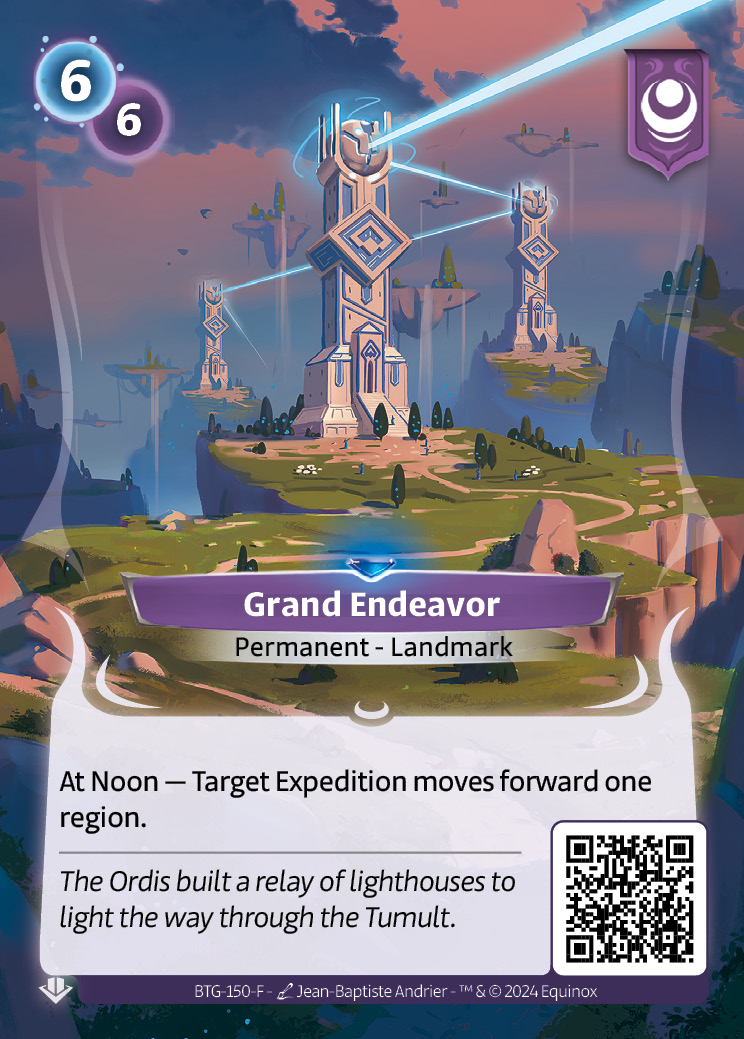 6
6
Grand Endeavor
Permanent - Landmark
At Noon — Target Expedition moves forward one
region.
The Ordis built a relay of lighthouses to
light the way through the Tumult.
BTG-150-F - Jean-Baptiste Andrier - ™ & © 2024 Equinox